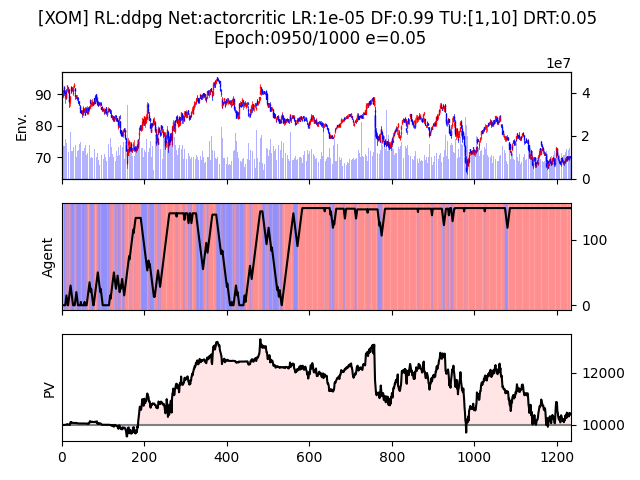 [XOM] RL:ddpg Net:actorcritic LR:1e-05 DF:0.99 TU:[1,10] DRT:0.05
Epoch:0950/1000 e=0.05
1e7
90
80
70
Env.
4
2
0
Agent
100
0
PV
12000
10000
0
200
400
600
800
1000
1200